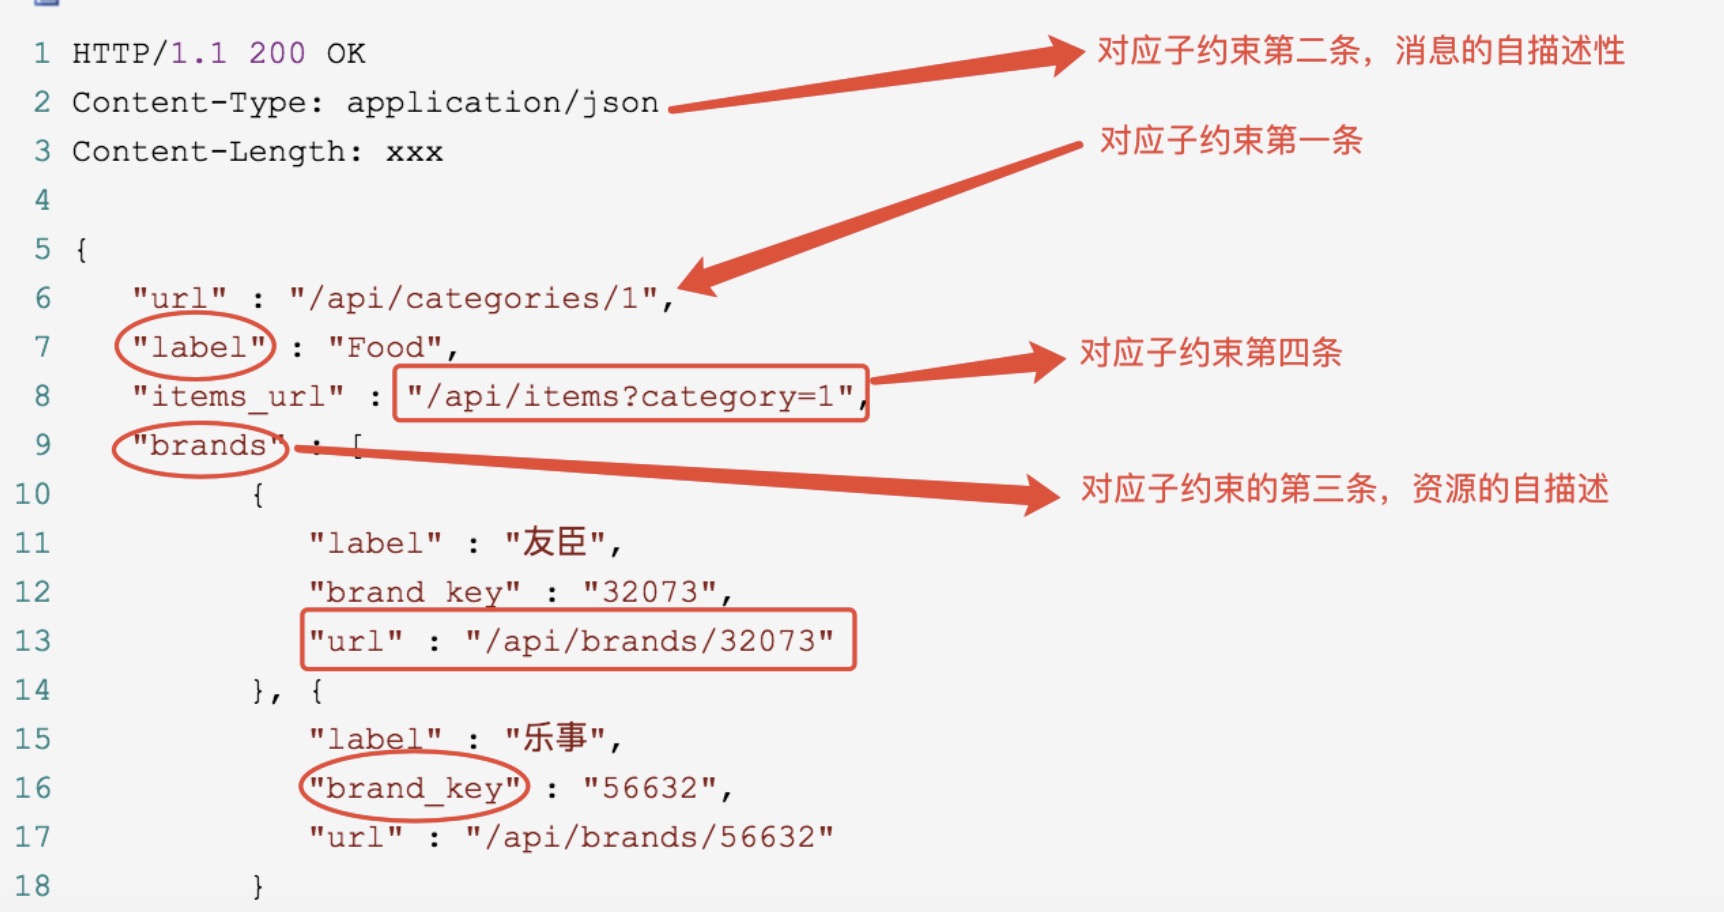 1 HTTP/1.1 200 OK
对应子约束第二条，消息的自描述性
2 Content-Type: application/json
对应子约束第一条
3 Content-Length: xxx
4
5 {
6 "url" : "/api/categories/1",
7 "label" : "Food",
对应子约束第四条
8 "items_url" : "/api/items?category=1",
9 "brands" : [
对应子约束的第三条，资源的自描述
10 {
11 "label" : "友臣",
12 "brand_key" : "32073",
13 "url" : "/api/brands/32073"
14 }, {
15 "label" : "乐事",
16 "brand_key" : "56632",
17 "url" : "/api/brands/56632"
18 }